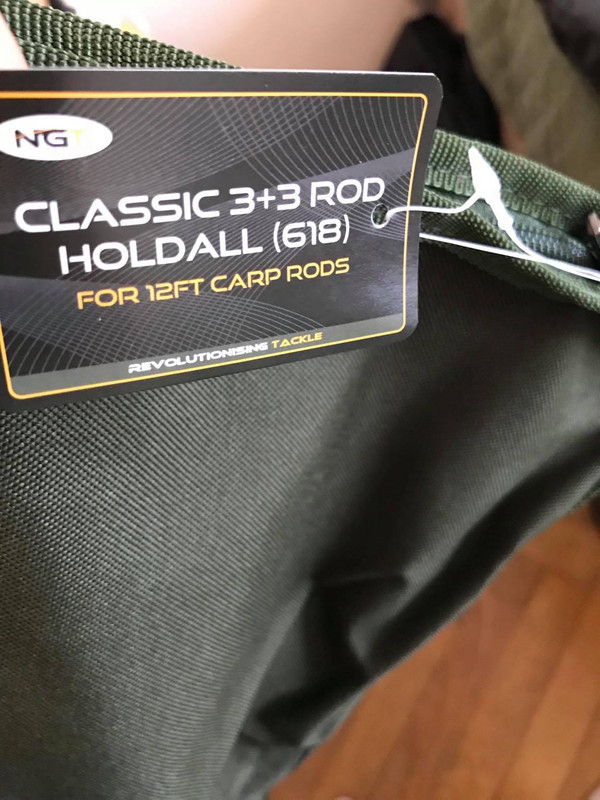 NGT
CLASSIC 3+3 ROD
HOLDALL (618)
FOR 12FT CARP RODS
REVOLUTIONISING TACKLE